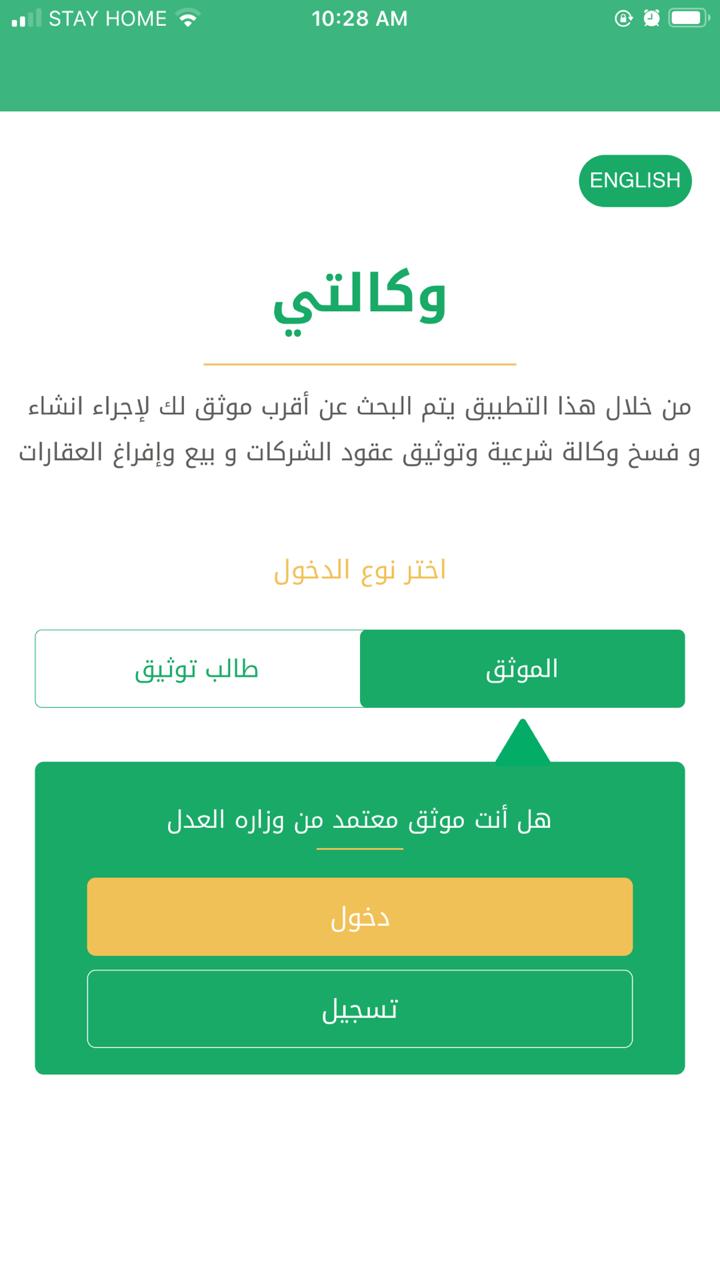 STAY HOME 10:28 AM
ENGLISH
وكالتي
من خلال هذا التطبيق يتم البحث عن أقرب موثق لك لإجراء انشاء
و فسخ وكالة شرعية وتوثيق عقود الشركات و بيع وإفراغ العقارات
اختر نوع الدخول
الموثق طالب توثيق
هل أنت موثق معتمد من وزاره العدل
دخول
تسجيل